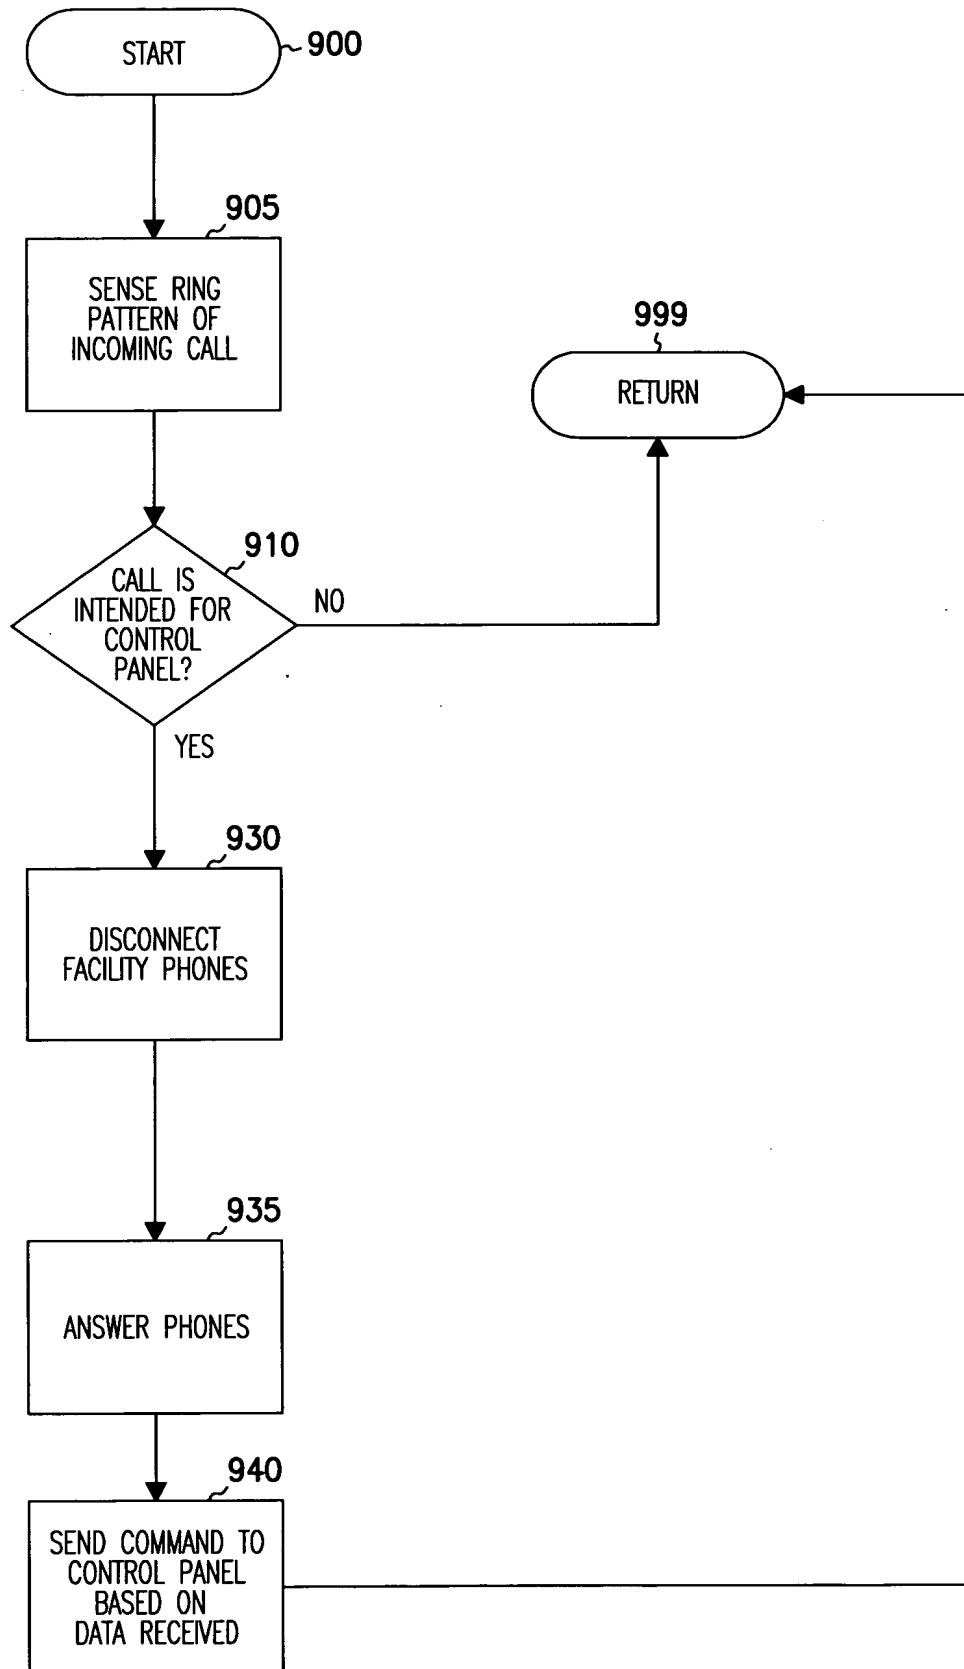 START
900
905
SENSE RING
PATTERN OF
INCOMING CALL
999
RETURN
910
CALL IS
INTENDED FOR
CONTROL
PANEL?
NO
YES
930
DISCONNECT
FACILITY PHONES
935
ANSWER PHONES
940
SEND COMMAND TO
CONTROL PANEL
BASED ON
DATA RECEIVED